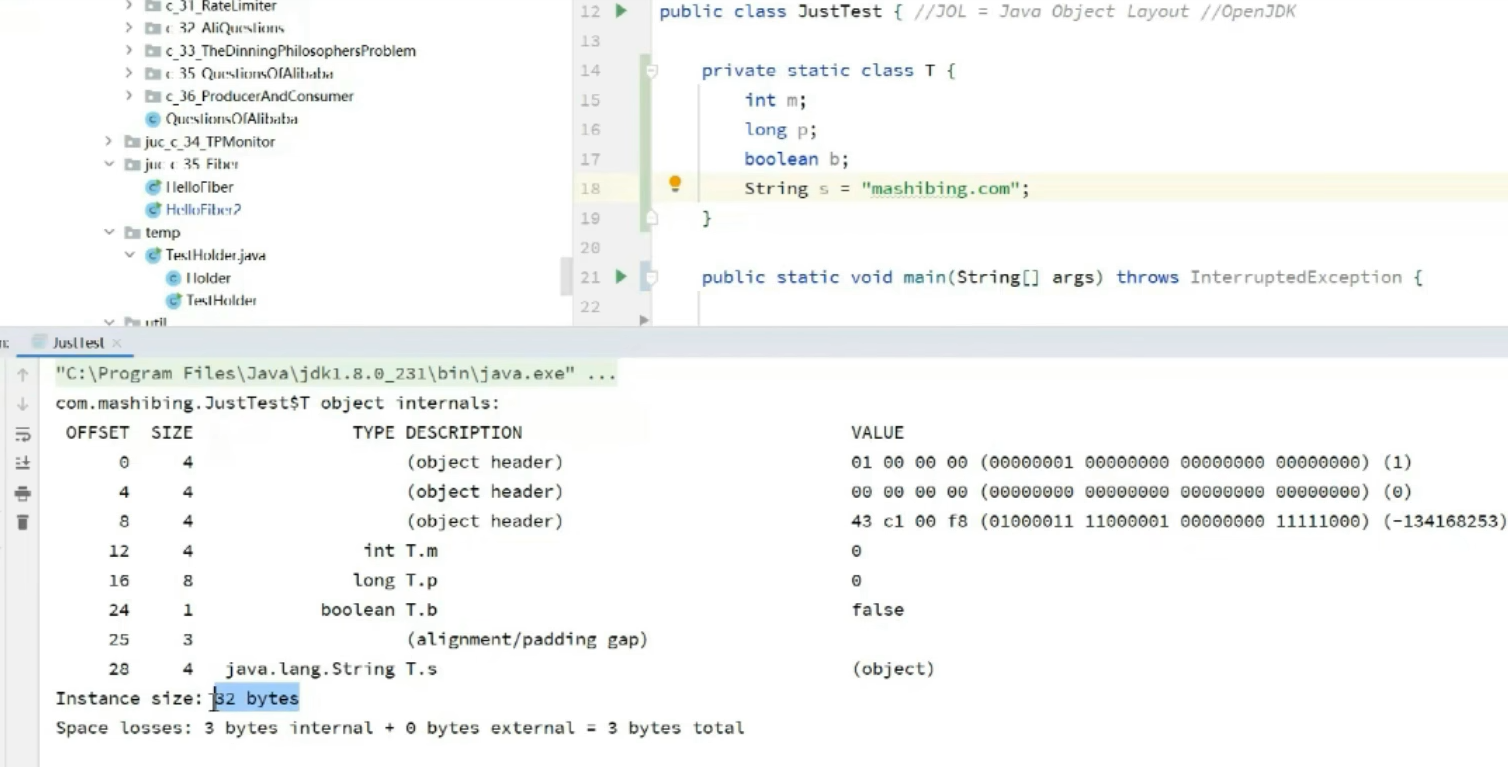 c_31_RateLimiter
c_32_AliQuestions
c_33_TheDinningPhilosophersProblem
c_35_QuestionsOfAlibaba
c_36_ProducerAndConsumer
QuestionsOfAlibaba
juc_c_34_TPMonitor
juc_c_35_Fiber
HelloFiber
HelloFiber2
temp
TestHolder.java
Holder
TestHolder
util
12 public class JustTest { //JOL = Java Object Layout //OpenJDK
13
14 private static class T {
15 int m;
16 long p;
17 boolean b;
18 String s = "mashibing.com";
19 }
20
21 public static void main(String[] args) throws InterruptedException {
22
JustTest
"C:\Program Files\Java\jdk1.8.0_231\bin\java.exe" ...
com.mashibing.JustTest$T object internals:
OFFSET SIZE TYPE DESCRIPTION VALUE
0 4 (object header) 01 00 00 00 (00000001 00000000 00000000 00000000) (1)
4 4 (object header) 00 00 00 00 (00000000 00000000 00000000 00000000) (0)
8 4 (object header) 43 c1 00 f8 (01000011 11000001 00000000 11111000) (-134168253)
12 4 int T.m 0
16 8 long T.p 0
24 1 boolean T.b false
25 3 (alignment/padding gap)
28 4 java.lang.String T.s (object)
Instance size: 32 bytes
Space losses: 3 bytes internal + 0 bytes external = 3 bytes total